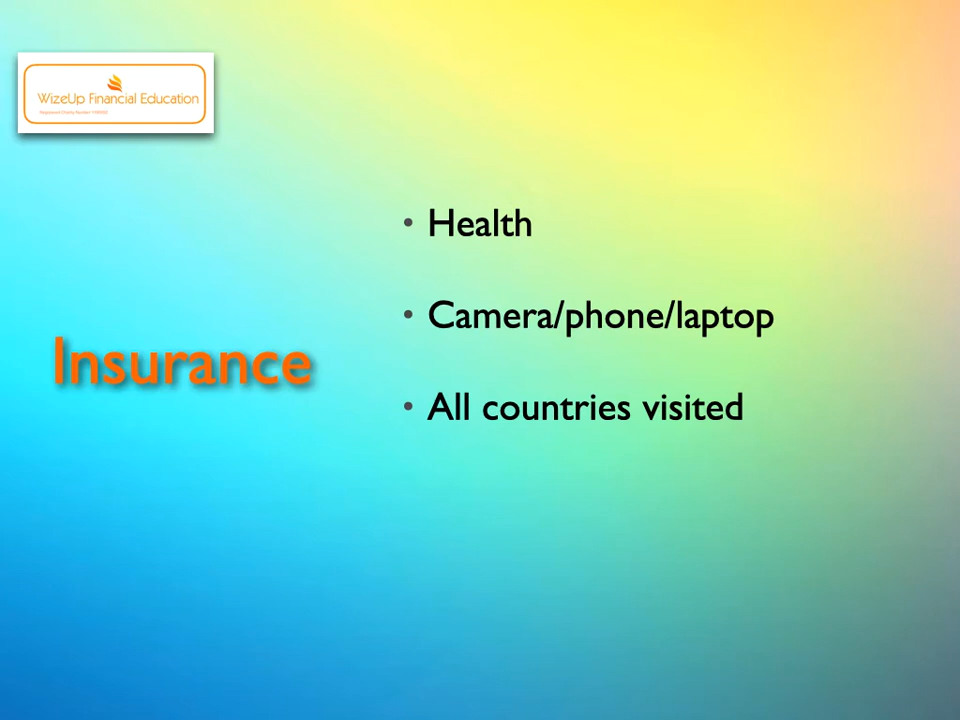 WizeUp Financial Education
Insurance
• Health
• Camera/phone/laptop
• All countries visited